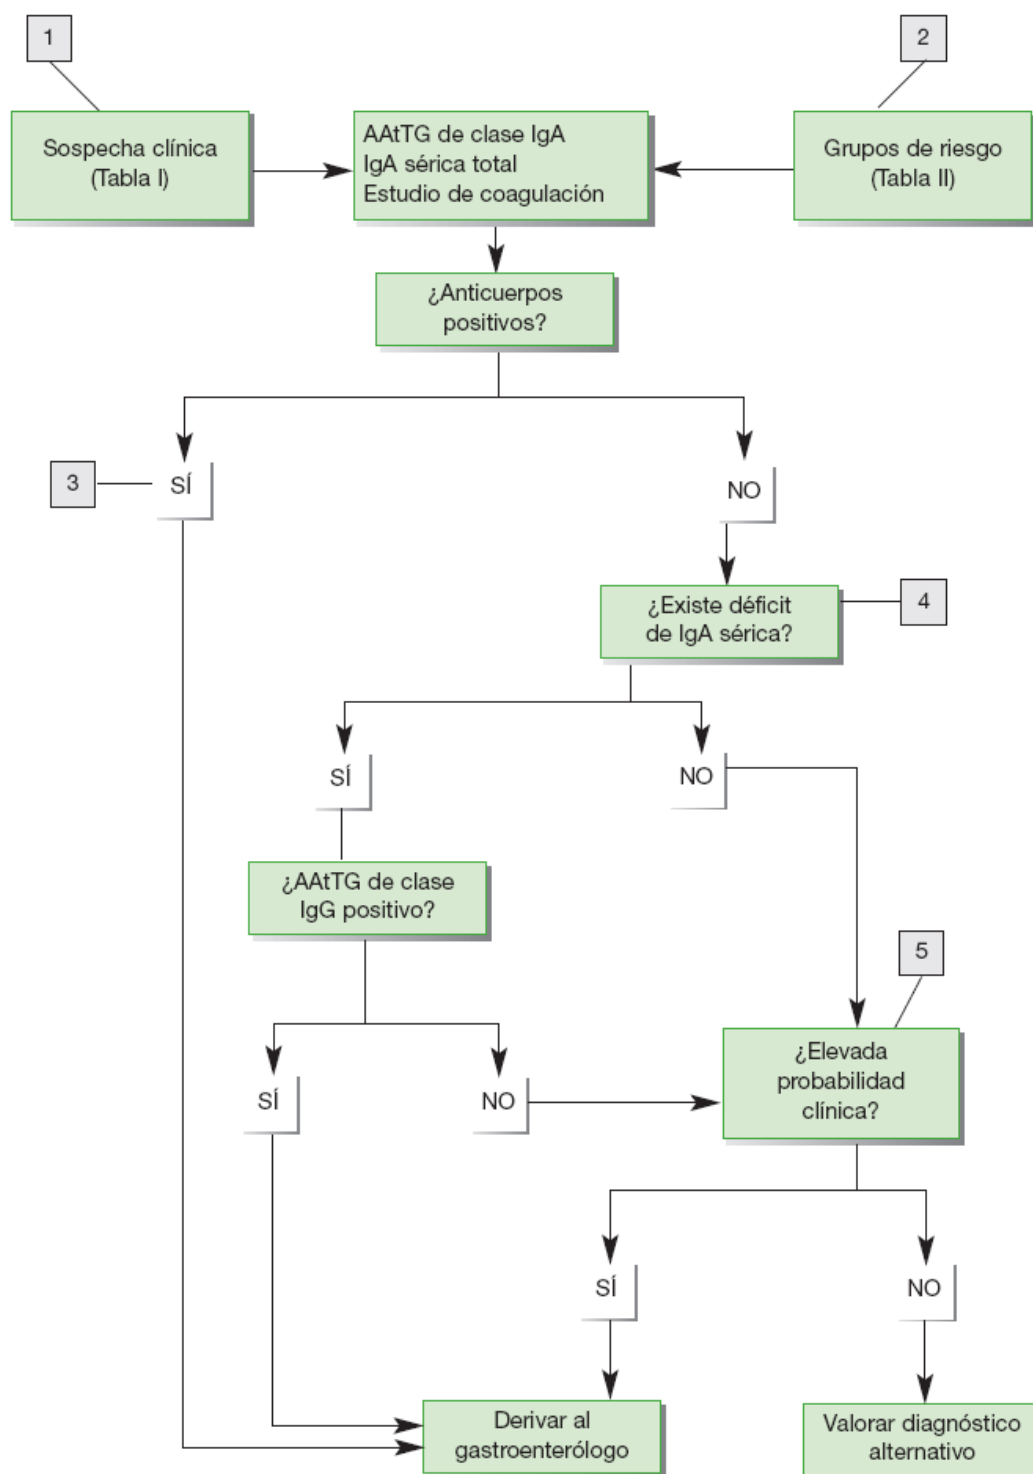 1
2
Sospecha clínica
(Tabla I)
AAtTG de clase IgA
IgA sérica total
Estudio de coagulación
Grupos de riesgo
(Tabla II)
¿Anticuerpos
positivos?
3
SÍ
NO
¿Existe déficit
de IgA sérica?
4
SÍ
NO
¿AAtTG de clase
IgG positivo?
5
¿Elevada
probabilidad
clínica?
SÍ
NO
SÍ
NO
Derivar al
gastroenterólogo
Valorar diagnóstico
alternativo